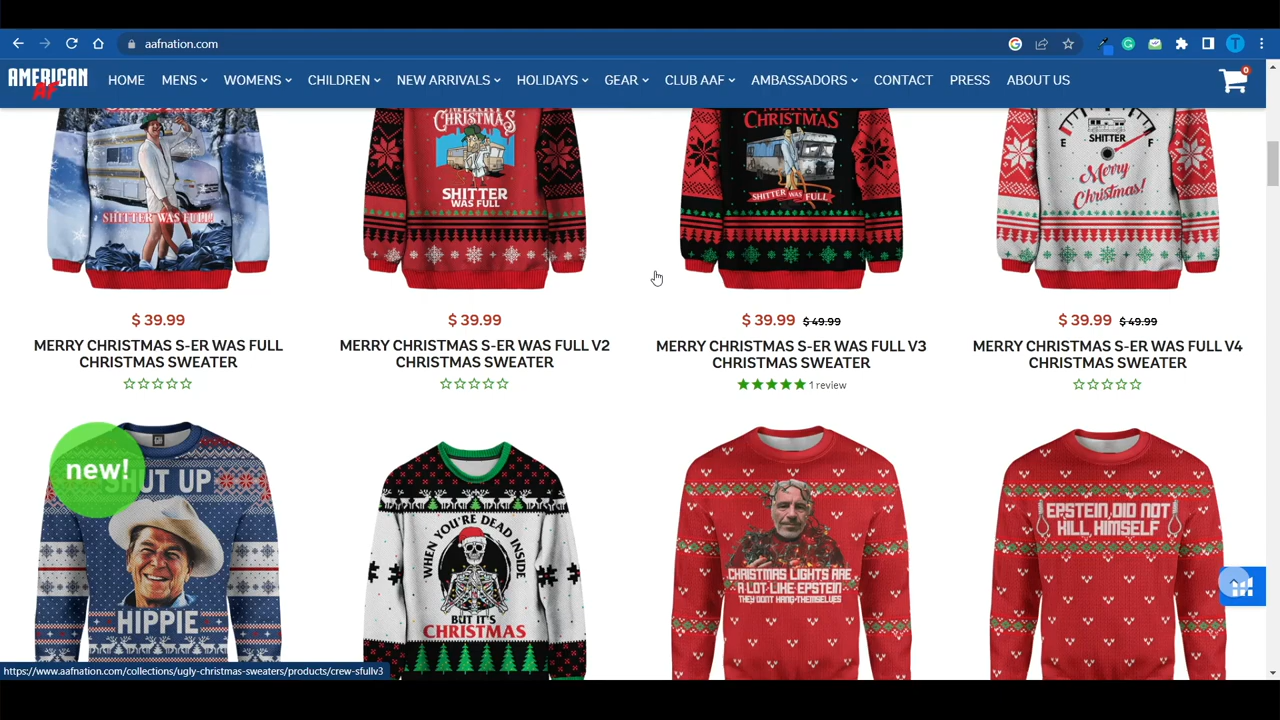 aafnation.com
AMERICAN
AF
HOME MENS WOMENS CHILDREN NEW ARRIVALS HOLIDAYS GEAR CLUB AAF AMBASSADORS CONTACT PRESS ABOUT US
0
SHITTER WAS FULL!
CHRISTMAS
SHITTER
WAS FULL
CHRISTMAS
SHITTER WAS FULL
E SHITTER F
Merry
Christmas!
$ 39.99
MERRY CHRISTMAS S-ER WAS FULL
CHRISTMAS SWEATER
$ 39.99
MERRY CHRISTMAS S-ER WAS FULL V2
CHRISTMAS SWEATER
$ 39.99 $ 49.99
MERRY CHRISTMAS S-ER WAS FULL V3
CHRISTMAS SWEATER
1 review
$ 39.99 $ 49.99
MERRY CHRISTMAS S-ER WAS FULL V4
CHRISTMAS SWEATER
new!
SHUT UP
HIPPIE
WHEN YOU'RE DEAD INSIDE
BUT IT'S
CHRISTMAS
CHRISTMAS LIGHTS ARE
A LOT LIKE EPSTEIN
THEY DONT HANG THEMSELVES
EPSTEIN DID NOT
KILL HIMSELF
https://www.aafnation.com/collections/ugly-christmas-sweaters/products/crew-sfullv3